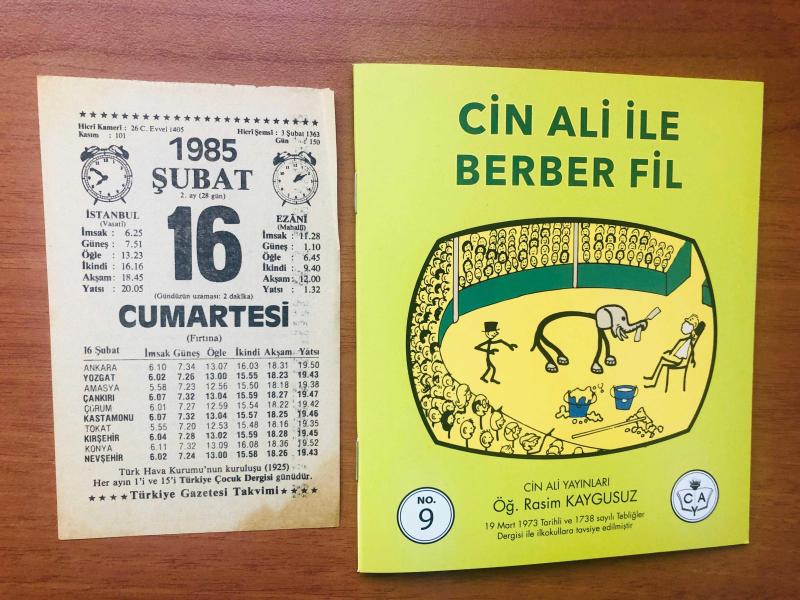 Hicrî Kamerî : 26 C. Evvel 1405
Kasım : 101
Hicrî Şemsî : 3 Şubat 1363
Gün 150
1985
ŞUBAT
2. ay (28 gün)
16
İSTANBUL
(Vasatî)
İmsak : 6.25
Güneş : 7.51
Öğle : 13.23
İkindi : 16.16
Akşam : 18.45
Yatsı : 20.05
EZÂNÎ
(Mahallî)
İmsak : 11.28
Güneş : 1.10
Öğle : 6.45
İkindi : 9.40
Akşam : 12.00
Yatsı : 1.32
(Gündüzün uzaması: 2 dakika)
CUMARTESİ
(Fırtına)
16 Şubat İmsak Güneş Öğle İkindi Akşam Yatsı
ANKARA 6.10 7.34 13.07 16.03 18.31 19.50
YOZGAT 6.02 7.26 13.00 15.55 18.23 19.43
AMASYA 5.58 7.23 12.56 15.50 18.18 19.38
ÇANKIRI 6.07 7.32 13.04 15.59 18.27 19.47
ÇORUM 6.01 7.27 12.59 15.54 18.22 19.42
KASTAMONU 6.07 7.32 13.04 15.57 18.25 19.46
TOKAT 5.55 7.20 12.53 15.48 18.16 19.35
KIRŞEHİR 6.04 7.28 13.02 15.59 18.28 19.45
KONYA 6.11 7.32 13.09 16.08 18.36 19.52
NEVŞEHİR 6.02 7.24 13.00 15.58 18.26 19.43
Türk Hava Kurumu'nun kuruluşu (1925)
Her ayın 1'i ve 15'i Türkiye Çocuk Dergisi günüdür.
★★★★ Türkiye Gazetesi Takvimi ★★★★
CİN ALİ İLE
BERBER FİL
CİN ALİ YAYINLARI
Öğ. Rasim KAYGUSUZ
19 Mart 1973 Tarihli ve 1738 sayılı Tebliğler
Dergisi ile ilkokullara tavsiye edilmiştir
NO.
9
C A
Y